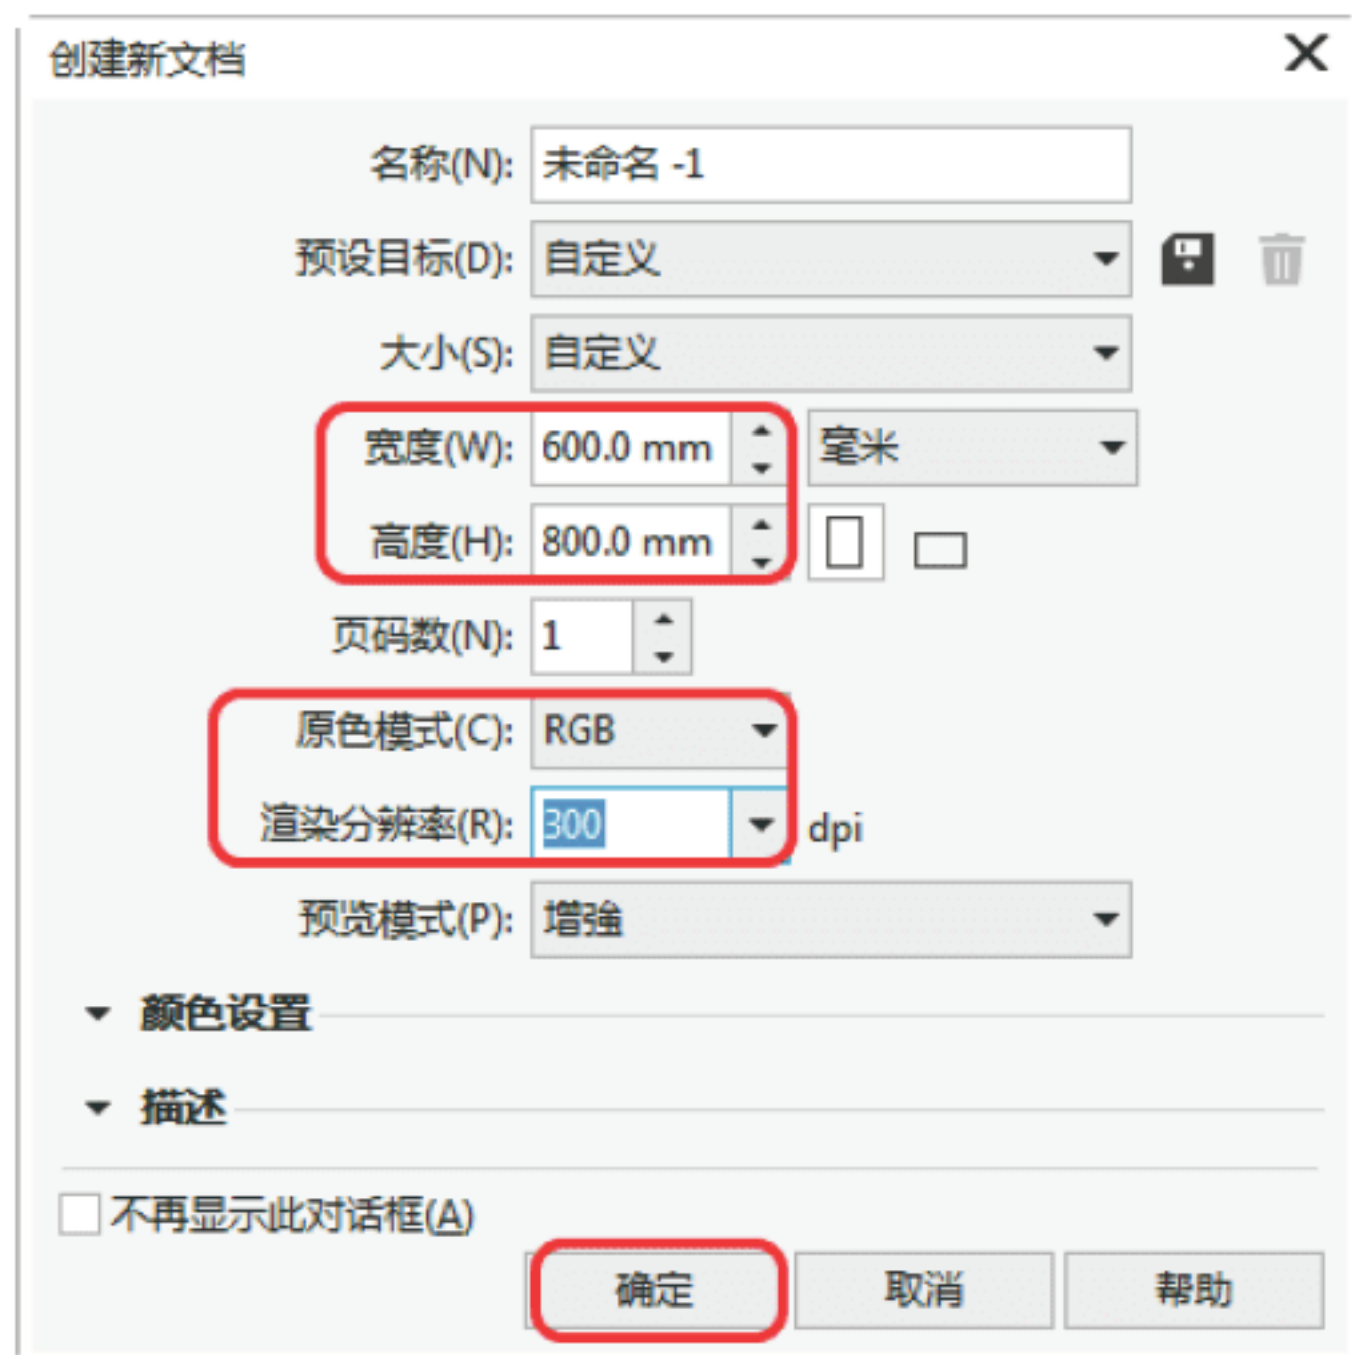 创建新文档
名称(N): 未命名 -1
预设目标(D): 自定义
大小(S): 自定义
宽度(W): 600.0 mm 毫米
高度(H): 800.0 mm
页码数(N): 1
原色模式(C): RGB
渲染分辨率(R): 300 dpi
预览模式(P): 增強
颜色设置
描述
不再显示此对话框(A)
确定 取消 帮助